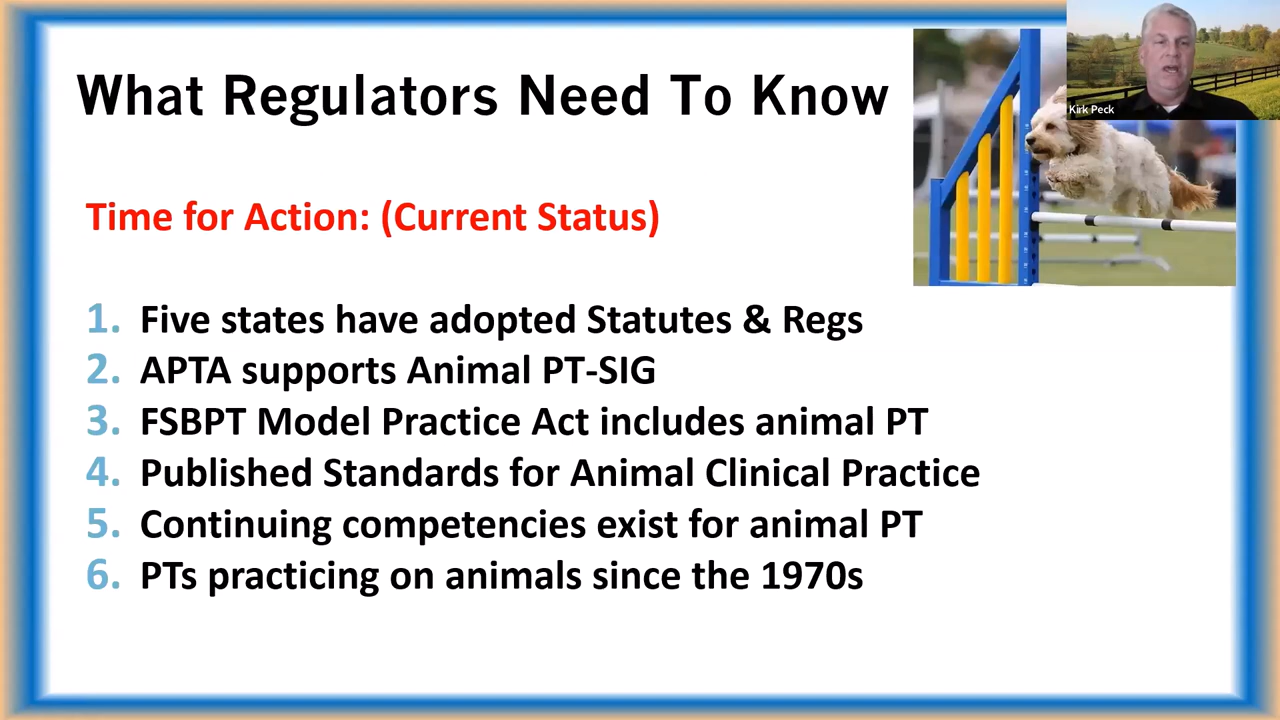 What Regulators Need To Know
Kirk Peck
Time for Action: (Current Status)
1. Five states have adopted Statutes & Regs
2. APTA supports Animal PT-SIG
3. FSBPT Model Practice Act includes animal PT
4. Published Standards for Animal Clinical Practice
5. Continuing competencies exist for animal PT
6. PTs practicing on animals since the 1970s